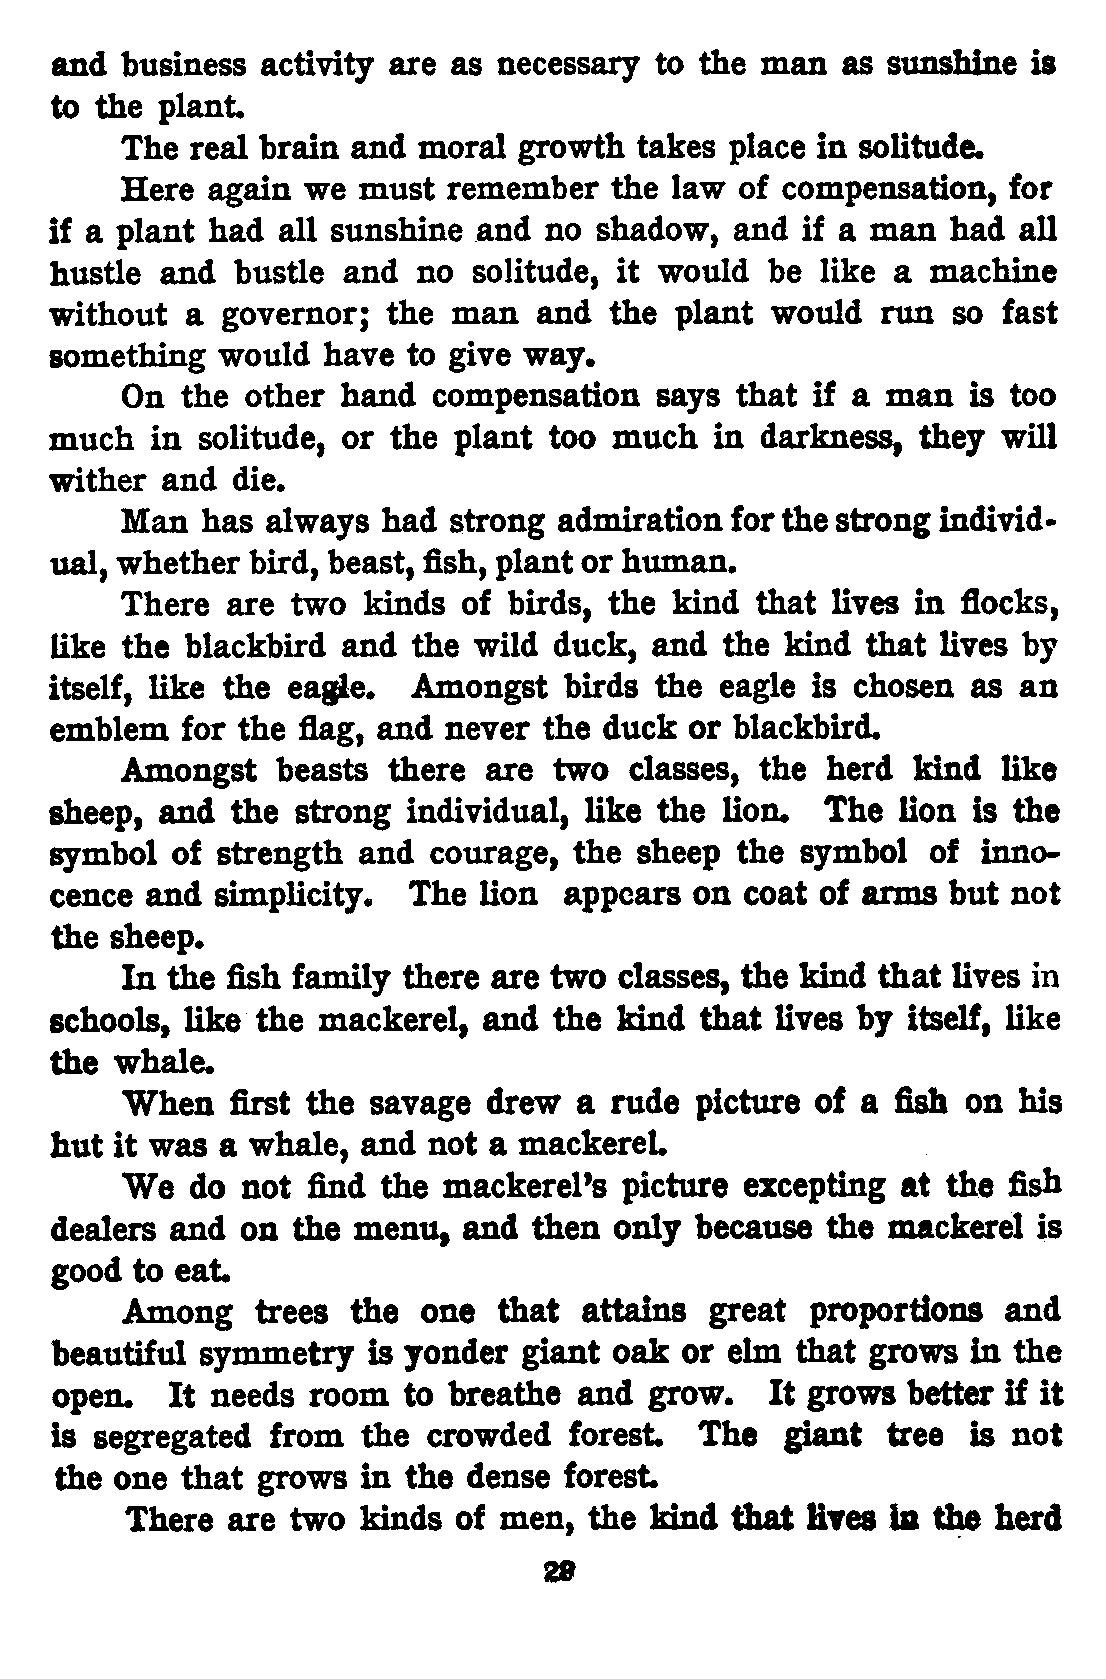 and business activity are as necessary to the man as sunshine is
to the plant.
The real brain and moral growth takes place in solitude.
Here again we must remember the law of compensation, for
if a plant had all sunshine and no shadow, and if a man had all
hustle and bustle and no solitude, it would be like a machine
without a governor; the man and the plant would run so fast
something would have to give way.
On the other hand compensation says that if a man is too
much in solitude, or the plant too much in darkness, they will
wither and die.
Man has always had strong admiration for the strong individ-
ual, whether bird, beast, fish, plant or human.
There are two kinds of birds, the kind that lives in flocks,
like the blackbird and the wild duck, and the kind that lives by
itself, like the eagle. Amongst birds the eagle is chosen as an
emblem for the flag, and never the duck or blackbird.
Amongst beasts there are two classes, the herd kind like
sheep, and the strong individual, like the lion. The lion is the
symbol of strength and courage, the sheep the symbol of inno-
cence and simplicity. The lion appears on coat of arms but not
the sheep.
In the fish family there are two classes, the kind that lives in
schools, like the mackerel, and the kind that lives by itself, like
the whale.
When first the savage drew a rude picture of a fish on his
hut it was a whale, and not a mackerel.
We do not find the mackerel's picture excepting at the fish
dealers and on the menu, and then only because the mackerel is
good to eat.
Among trees the one that attains great proportions and
beautiful symmetry is yonder giant oak or elm that grows in the
open. It needs room to breathe and grow. It grows better if it
is segregated from the crowded forest. The giant tree is not
the one that grows in the dense forest.
There are two kinds of men, the kind that lives in the herd
29